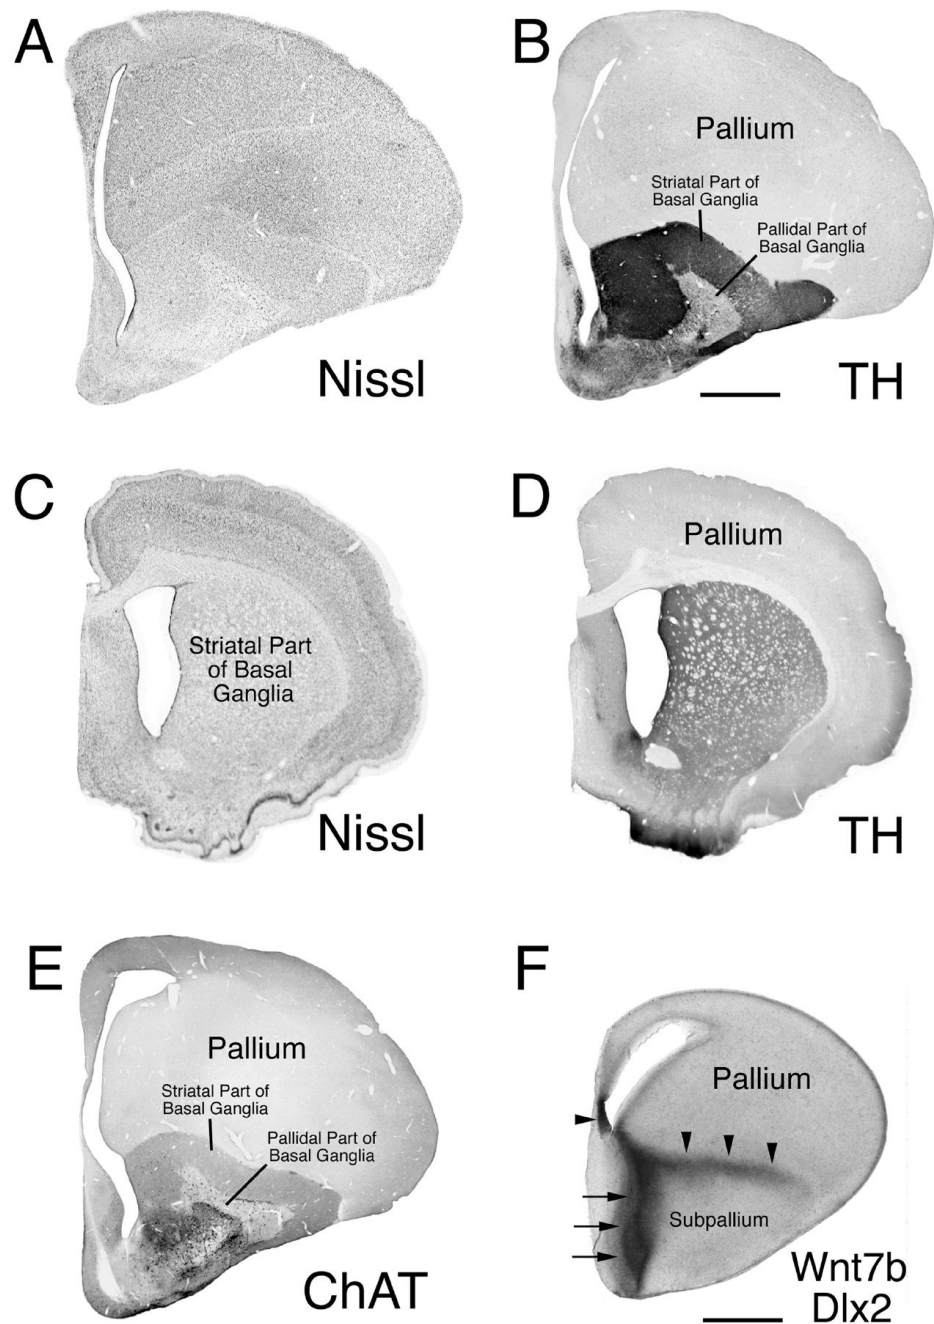 A
Nissl
B
Pallium
Striatal Part of
Basal Ganglia
Pallidal Part of
Basal Ganglia
TH
C
Striatal Part
of Basal
Ganglia
Nissl
D
Pallium
TH
E
Pallium
Striatal Part of
Basal Ganglia
Pallidal Part of
Basal Ganglia
ChAT
F
Pallium
Subpallium
Wnt7b
Dlx2